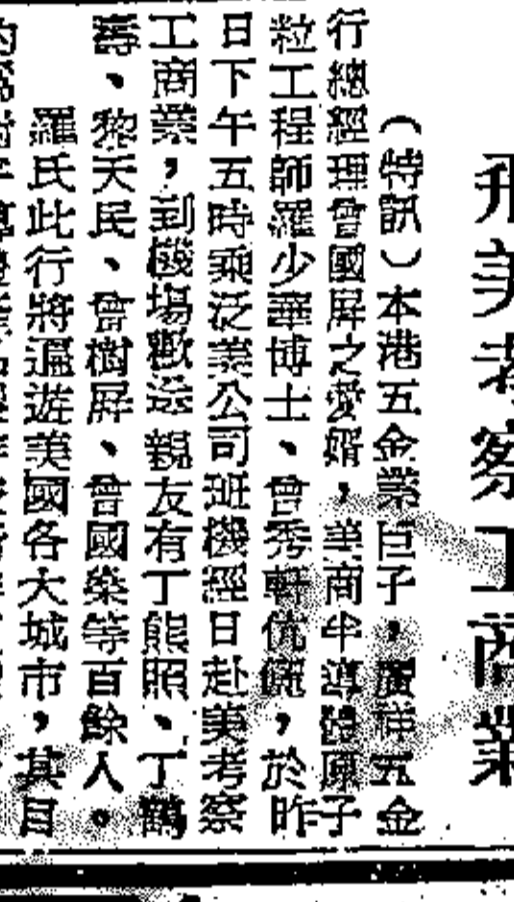 飛美考察工商業
（特訊）本港五金業巨子，廣祥五金
行總經理曾國屏之愛婿，美商半導體原子
粒工程師羅少華博士、曾秀軒伉儷，於昨
日下午五時乘泛美公司班機經日赴美考察
工商業，到機場歡送親友有丁熊照、丁鶴
壽、黎天民、曾樹屏、曾國榮等百餘人。
羅氏此行將遍遊美國各大城市，其目
的